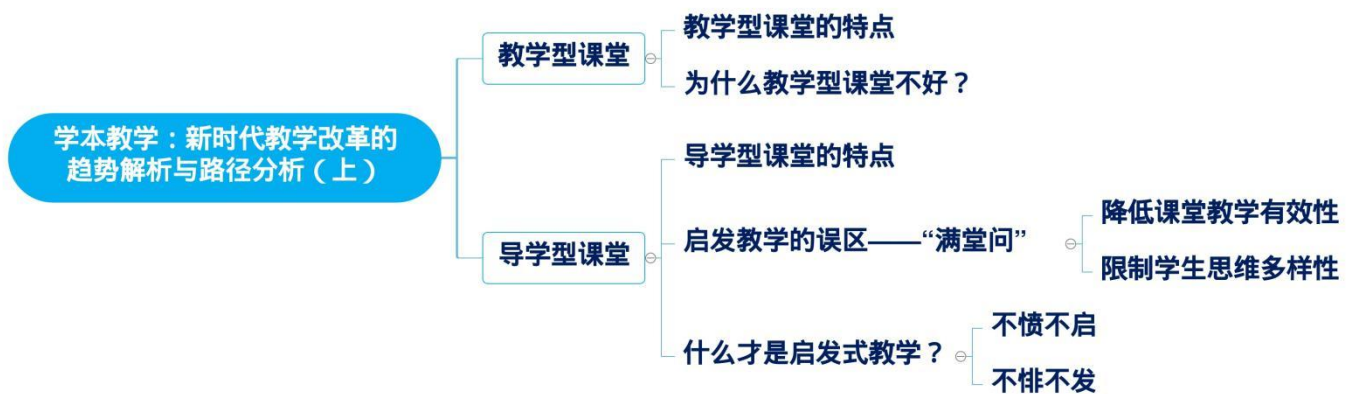 学本教学：新时代教学改革的
趋势解析与路径分析（上）
教学型课堂
教学型课堂的特点
为什么教学型课堂不好？
导学型课堂
导学型课堂的特点
启发教学的误区——“满堂问”
降低课堂教学有效性
限制学生思维多样性
什么才是启发式教学？
不愤不启
不悱不发